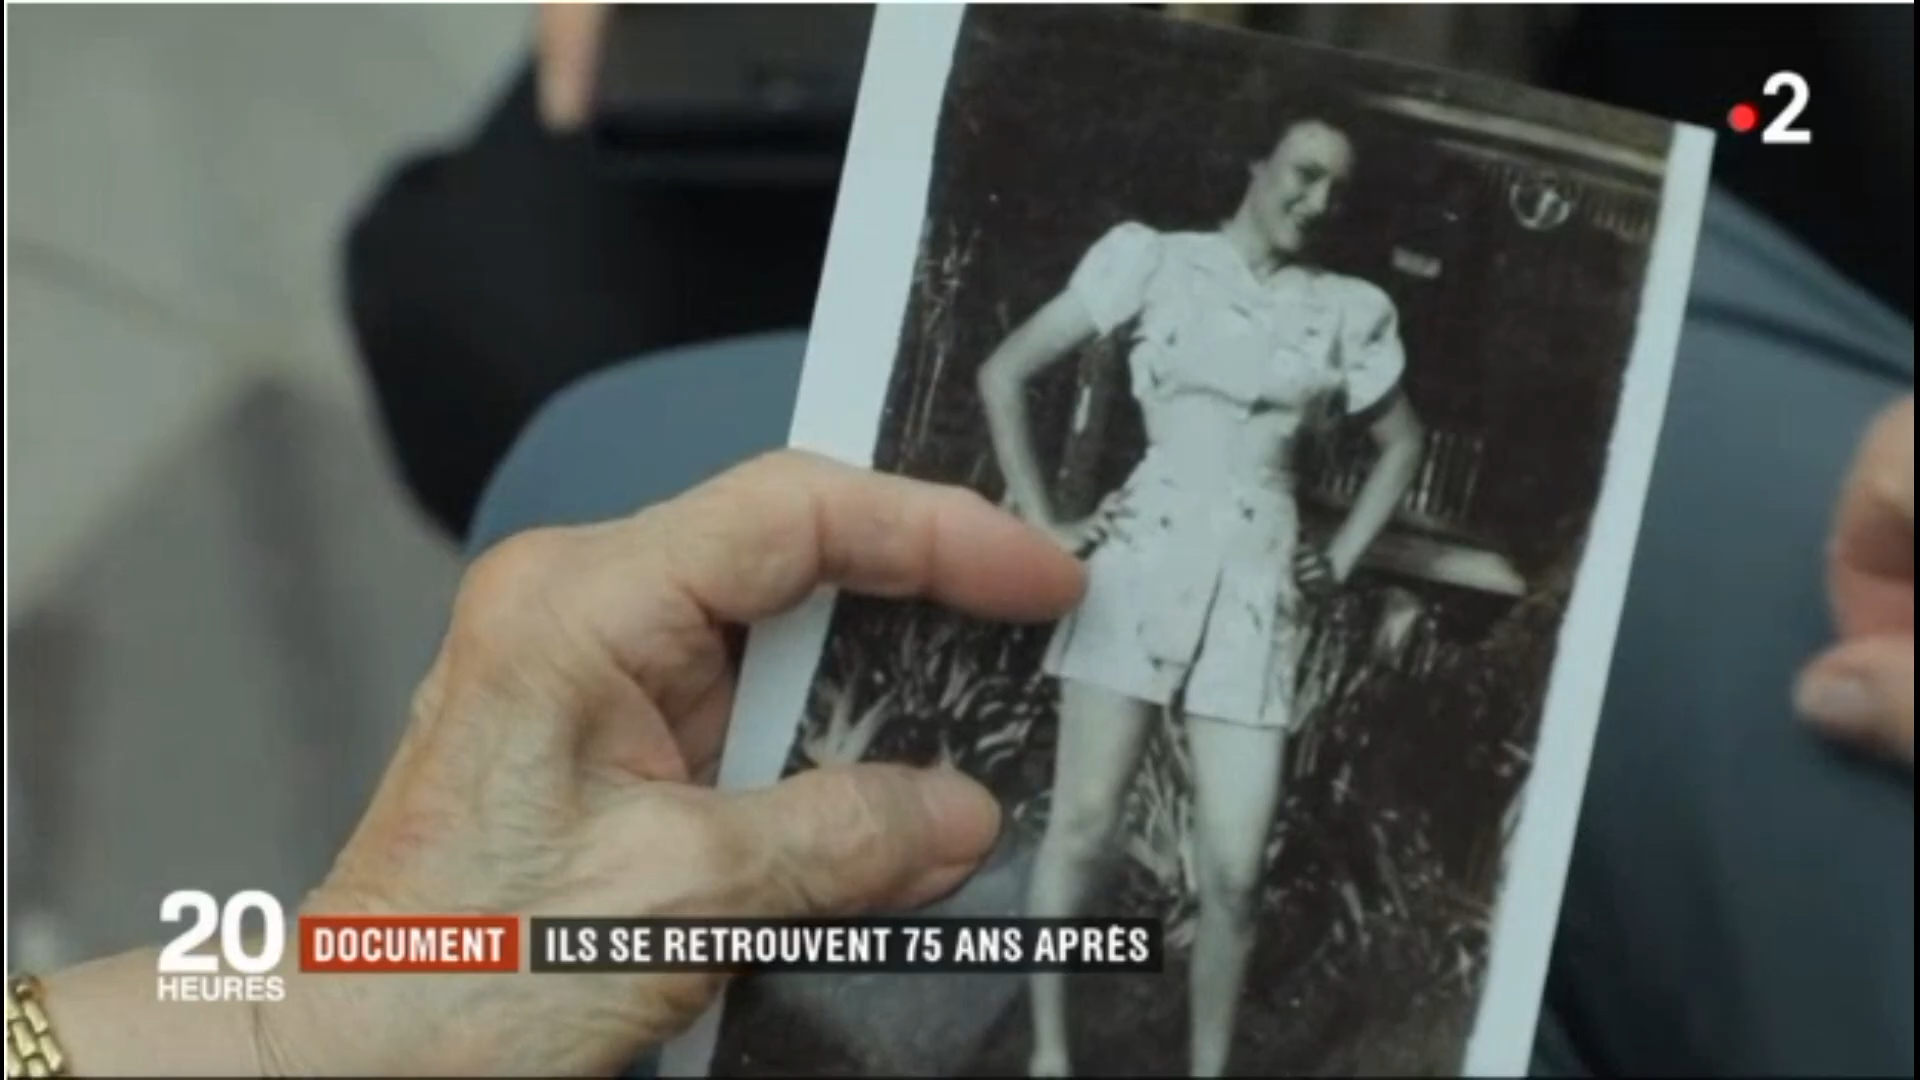 2
20
HEURES
DOCUMENT
ILS SE RETROUVENT 75 ANS APRÈS